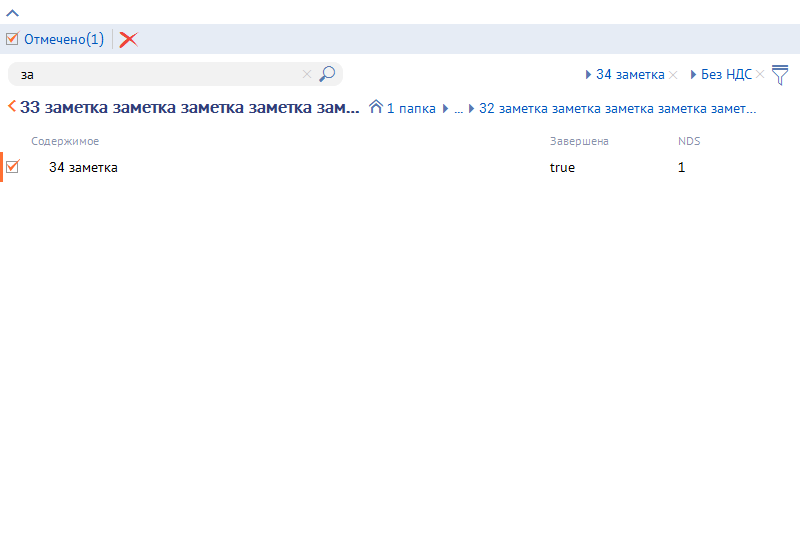 Отмечено(1)
за 34 заметка Без НДС
33 заметка заметка заметка заметка зам... 1 папка ... 32 заметка заметка заметка заметка замет...
Содержимое Завершена NDS
34 заметка true 1